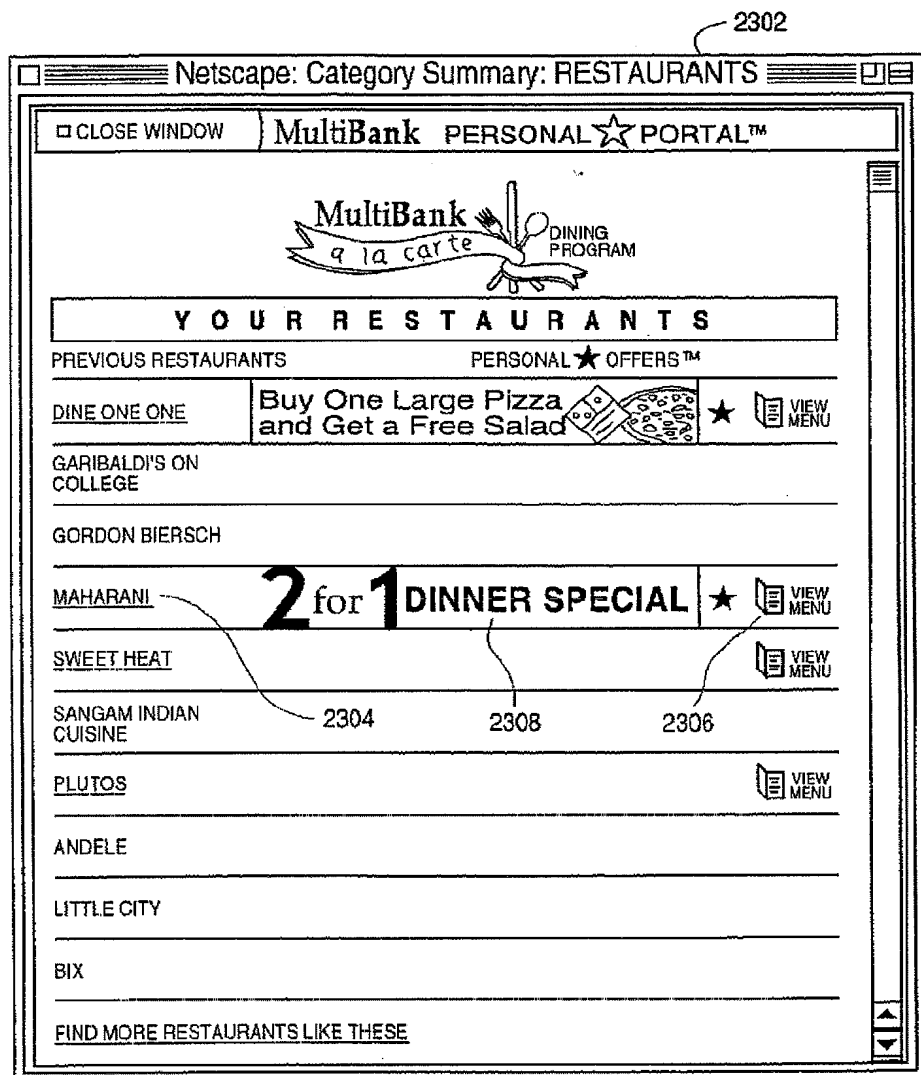 2302
Netscape: Category Summary: RESTAURANTS
CLOSE WINDOW
MultiBank PERSONAL PORTAL™
MultiBank
a la carte
DINING
PROGRAM
YOUR RESTAURANTS
PREVIOUS RESTAURANTS PERSONAL ★ OFFERS™
DINE ONE ONE
Buy One Large Pizza
and Get a Free Salad
★
VIEW
MENU
GARIBALDI'S ON
COLLEGE
GORDON BIERSCH
MAHARANI
2 for 1 DINNER SPECIAL
★
VIEW
MENU
SWEET HEAT
VIEW
MENU
SANGAM INDIAN
CUISINE
2304
2308
2306
PLUTOS
VIEW
MENU
ANDELE
LITTLE CITY
BIX
FIND MORE RESTAURANTS LIKE THESE